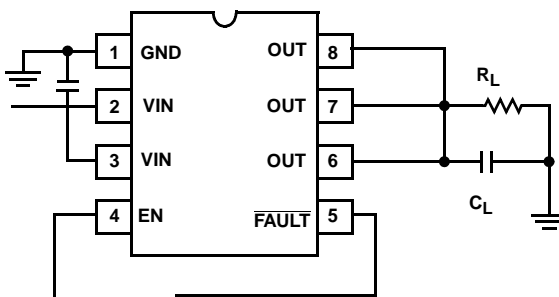 1 GND OUT 8
2 VIN OUT 7
3 VIN OUT 6
4 EN FAULT 5
RL
CL